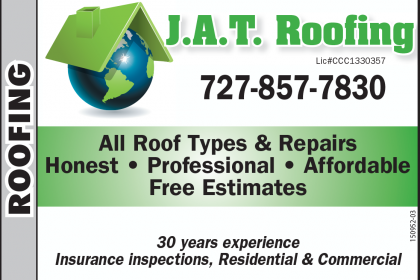 ROOFING
J.A.T. Roofing
Lic#CCC1330357
727-857-7830
All Roof Types & Repairs
Honest • Professional • Affordable
Free Estimates
150952-03
30 years experience
Insurance inspections, Residential & Commercial